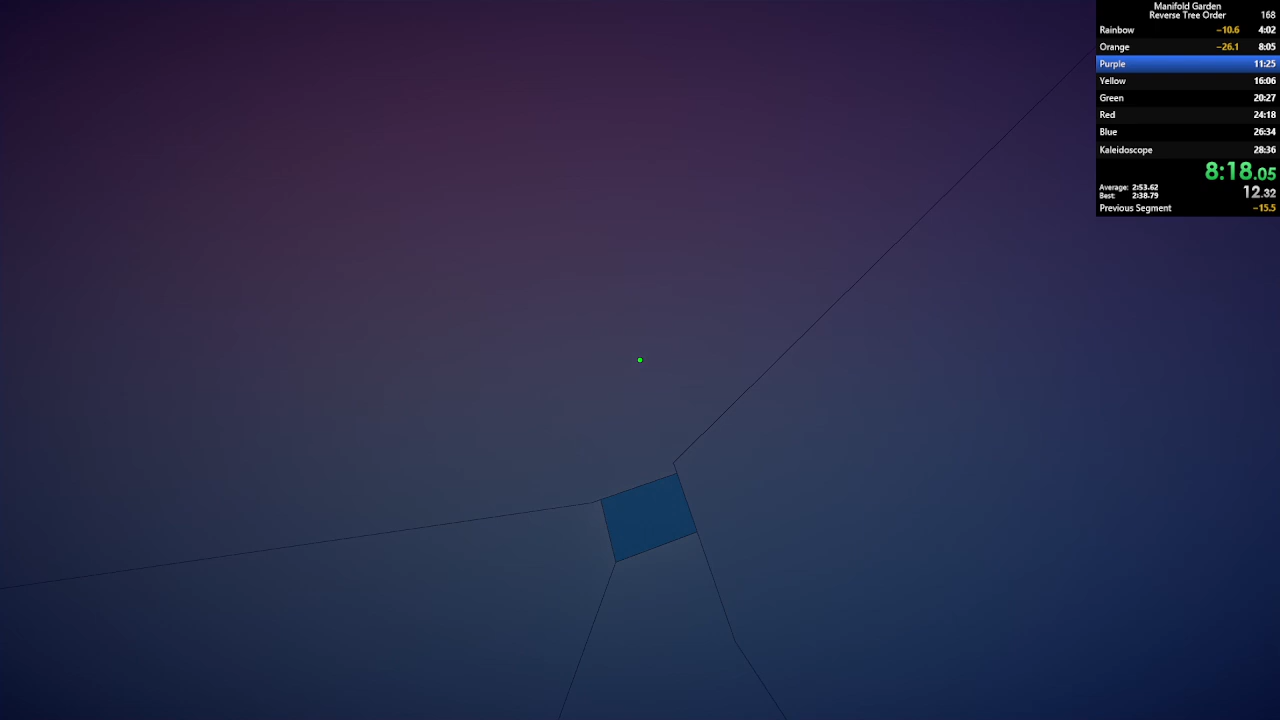 Manifold Garden
Reverse Tree Order 168
Rainbow −10.6 4:02
Orange −26.1 8:05
Purple 11:25
Yellow 16:06
Green 20:27
Red 24:18
Blue 26:34
Kaleidoscope 28:36
8:18.05
Average: 2:53.62
Best: 2:38.79
12.32
Previous Segment −15.5